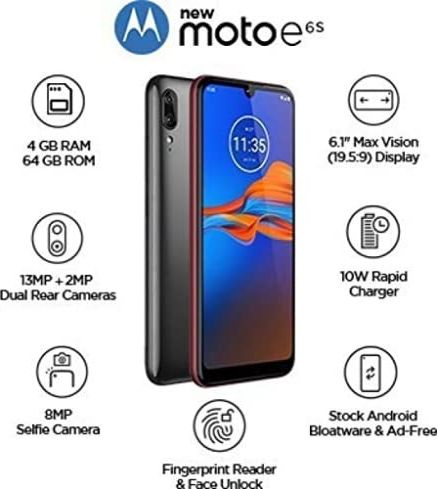 new
moto e6s
4 GB RAM
64 GB ROM
6.1" Max Vision
(19.5:9) Display
11:35
13MP + 2MP
Dual Rear Cameras
10W Rapid
Charger
8MP
Selfie Camera
Stock Android
Bloatware & Ad-Free
Fingerprint Reader
& Face Unlock